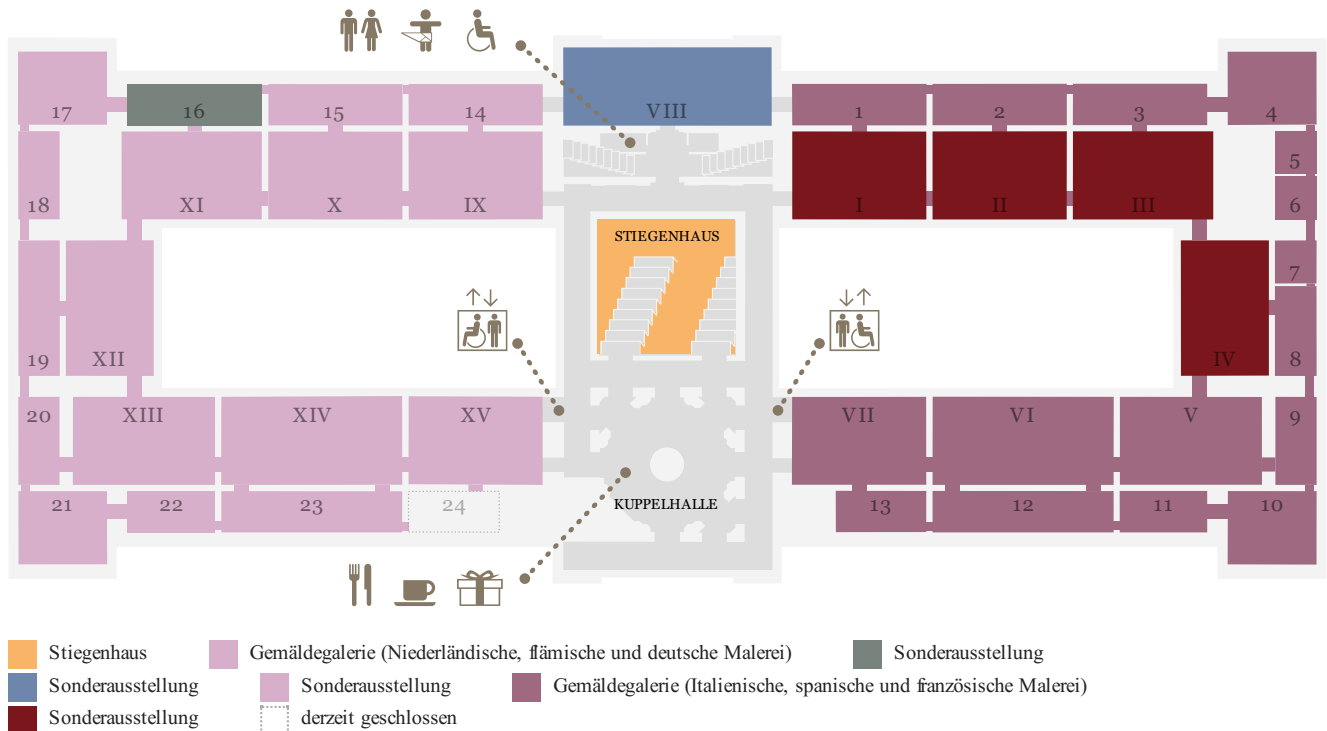 17
16
15
14
VIII
1
2
3
4
5
18
XI
X
IX
I
II
III
6
STIEGENHAUS
7
19
XII
IV
8
20
XIII
XIV
XV
VII
VI
V
9
21
22
23
24
KUPPELHALLE
13
12
11
10
Stiegenhaus
Gemäldegalerie (Niederländische, flämische und deutsche Malerei)
Sonderausstellung
Sonderausstellung
Sonderausstellung
Gemäldegalerie (Italienische, spanische und französische Malerei)
Sonderausstellung
derzeit geschlossen